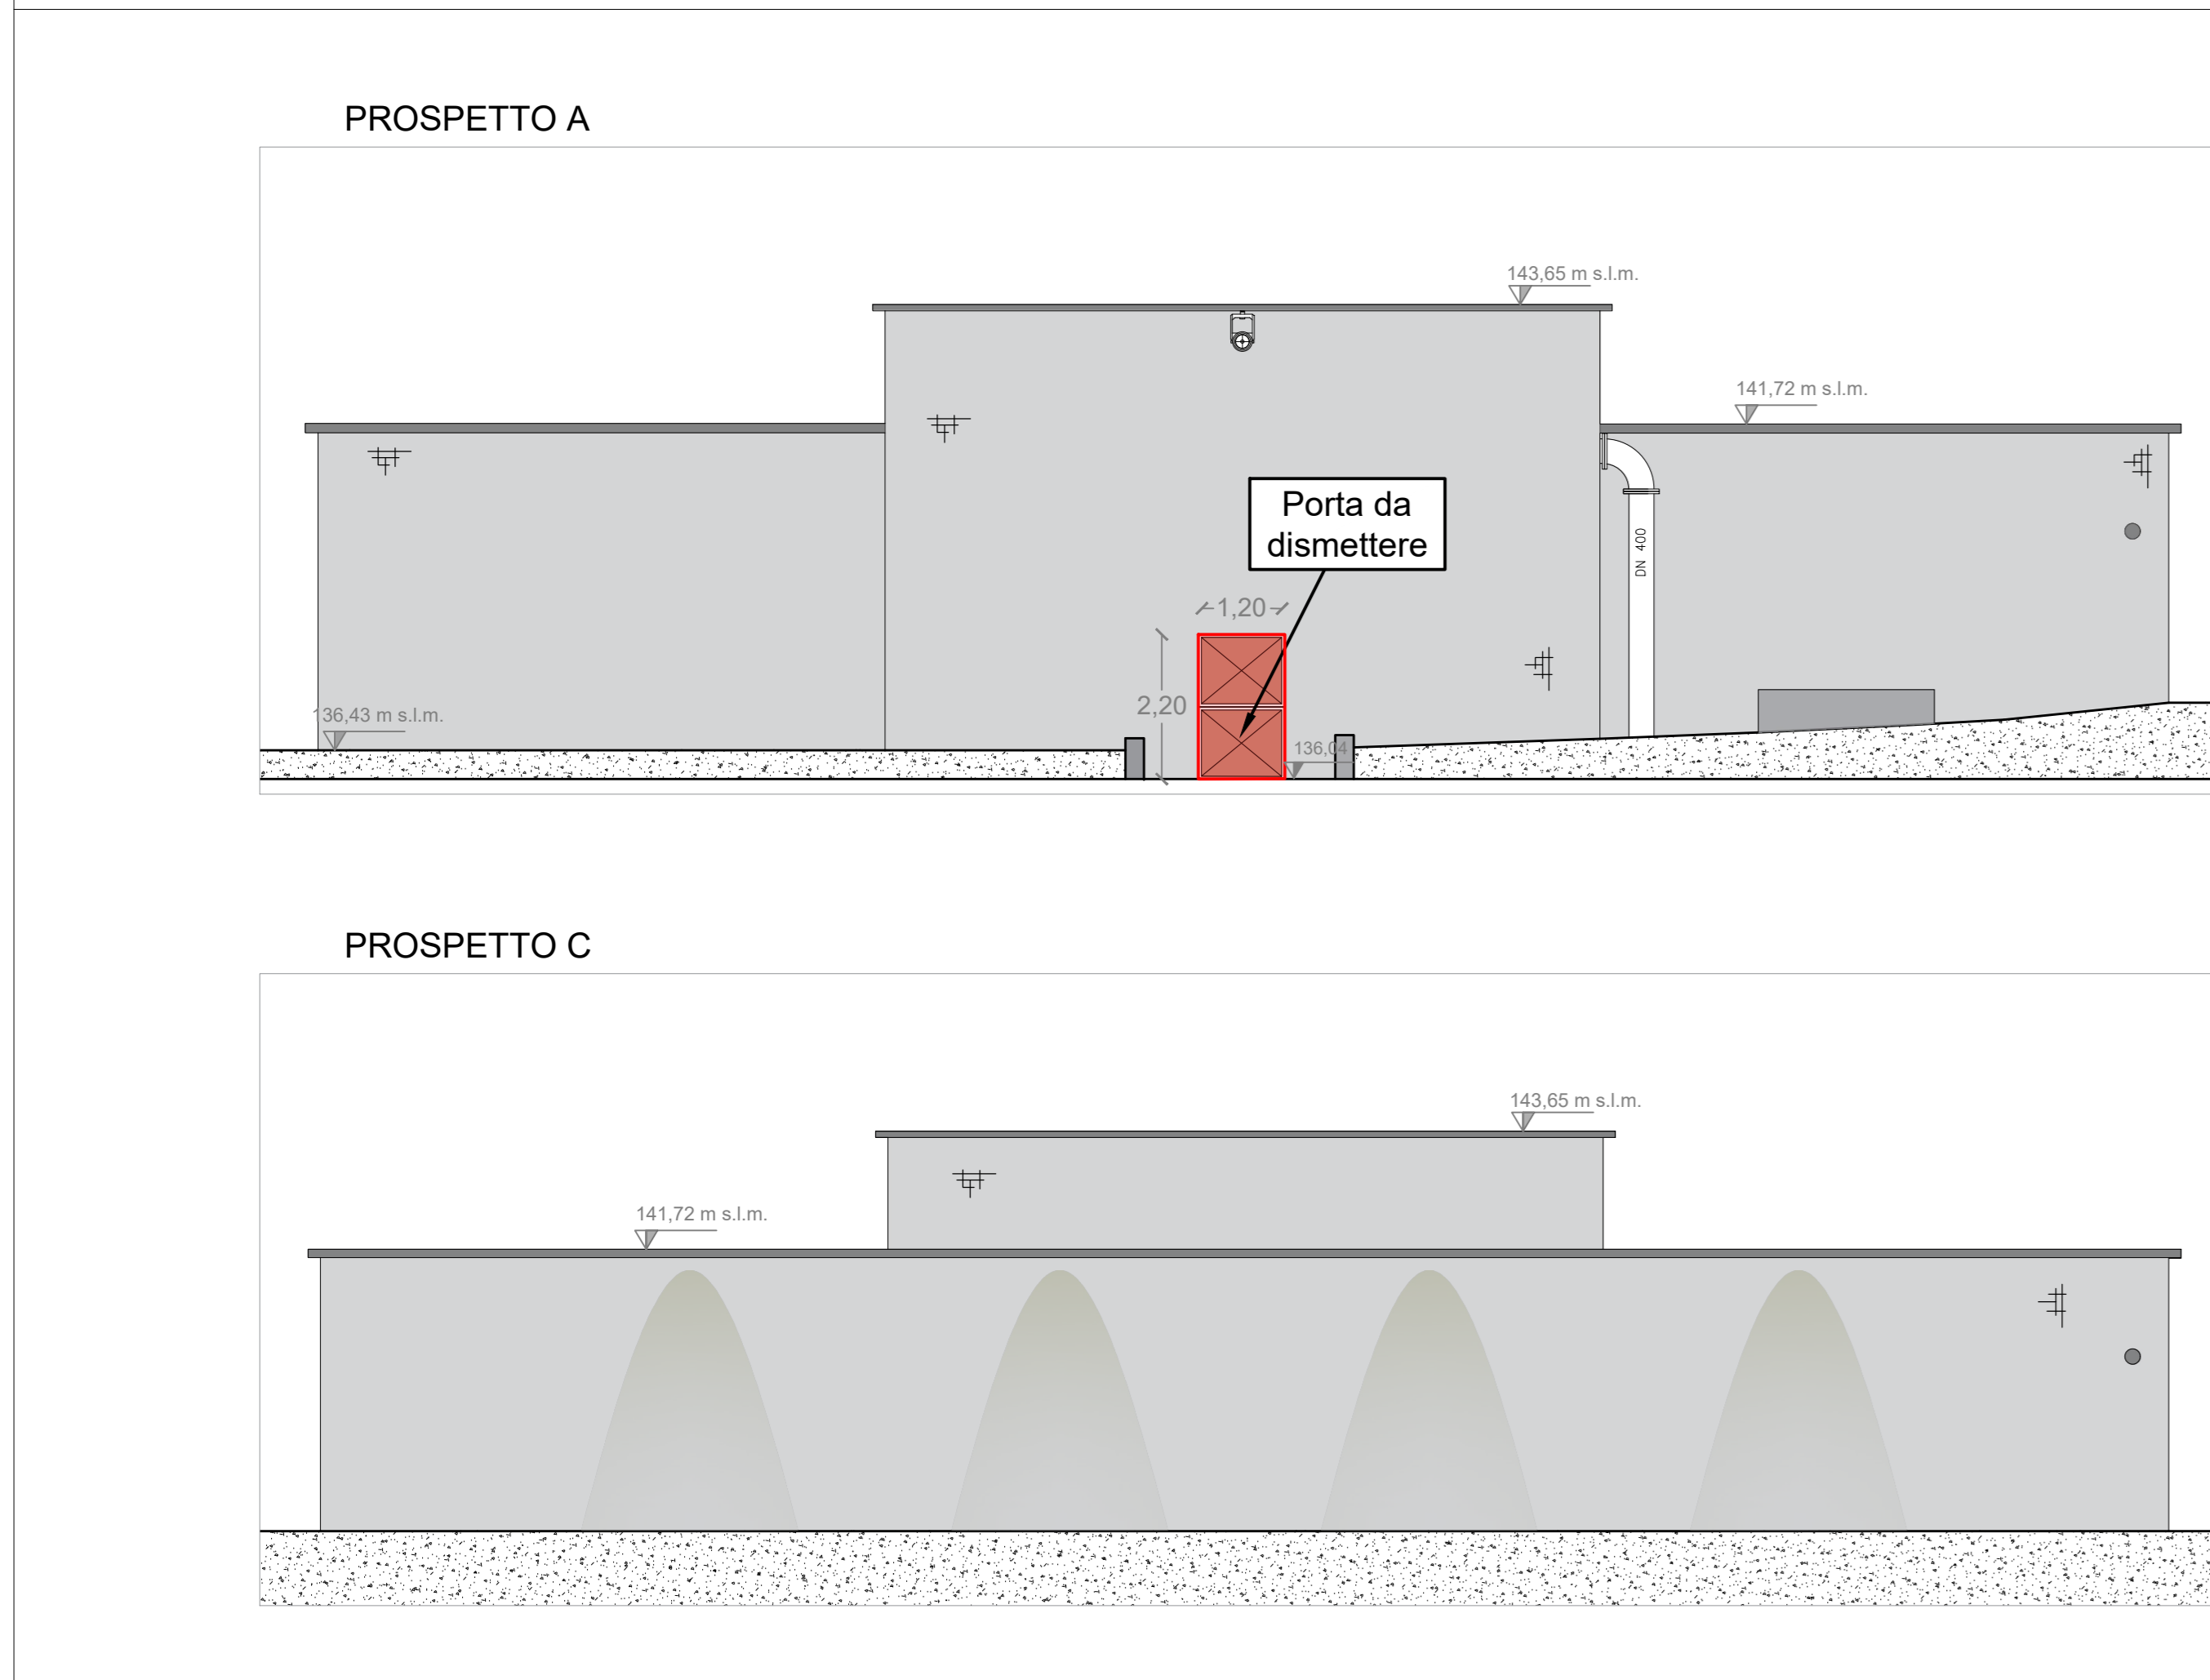 PROSPETTO A
143,65 m s.l.m.
141,72 m s.l.m.
Porta da
dismettere
DN 400
1,20
2,20
136,43 m s.l.m.
136,04
PROSPETTO C
143,65 m s.l.m.
141,72 m s.l.m.